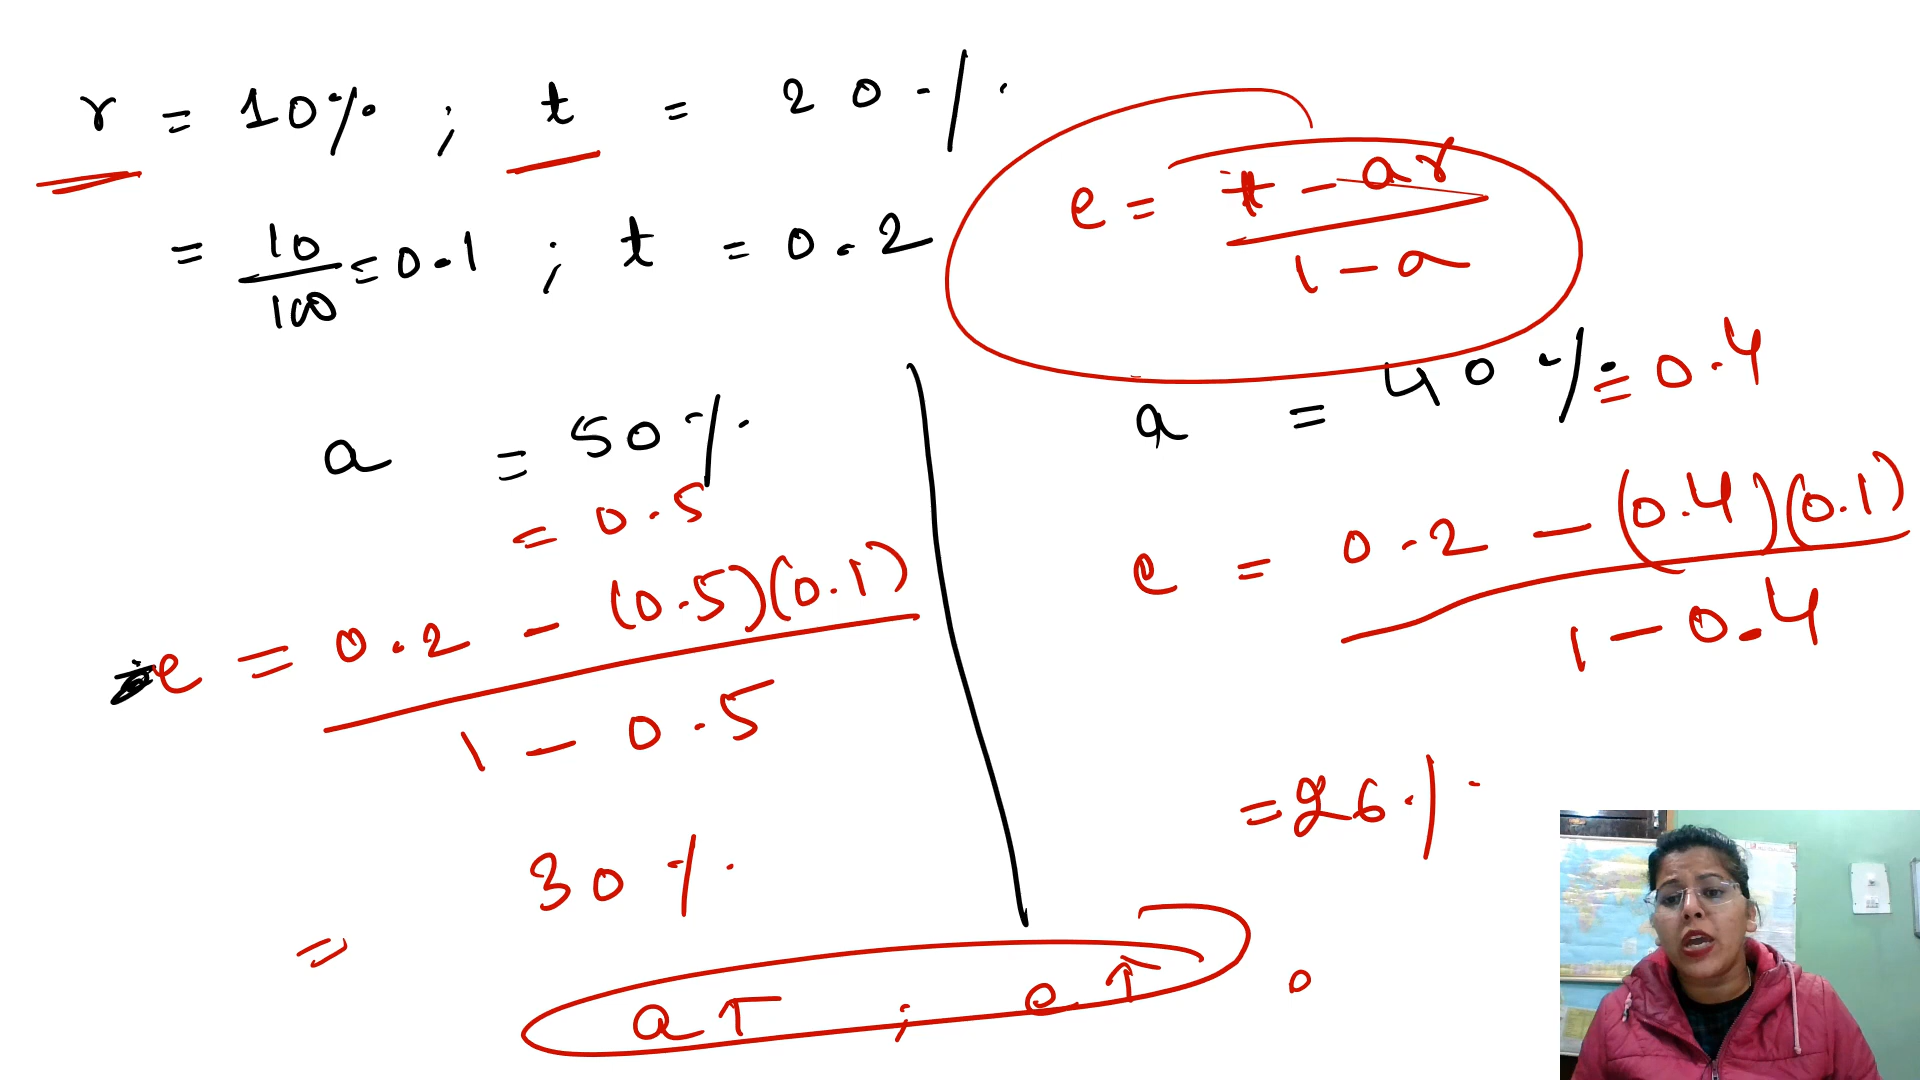 r = 10% ; t = 20%
e = t - ar / 1 - a
= 10/100 = 0.1 ; t = 0.2
a = 50%
= 0.5
e = 0.2 - (0.5)(0.1) / 1 - 0.5
= 30%
a = 40% = 0.4
e = 0.2 - (0.4)(0.1) / 1 - 0.4
= 26%
a↑ ; e↑